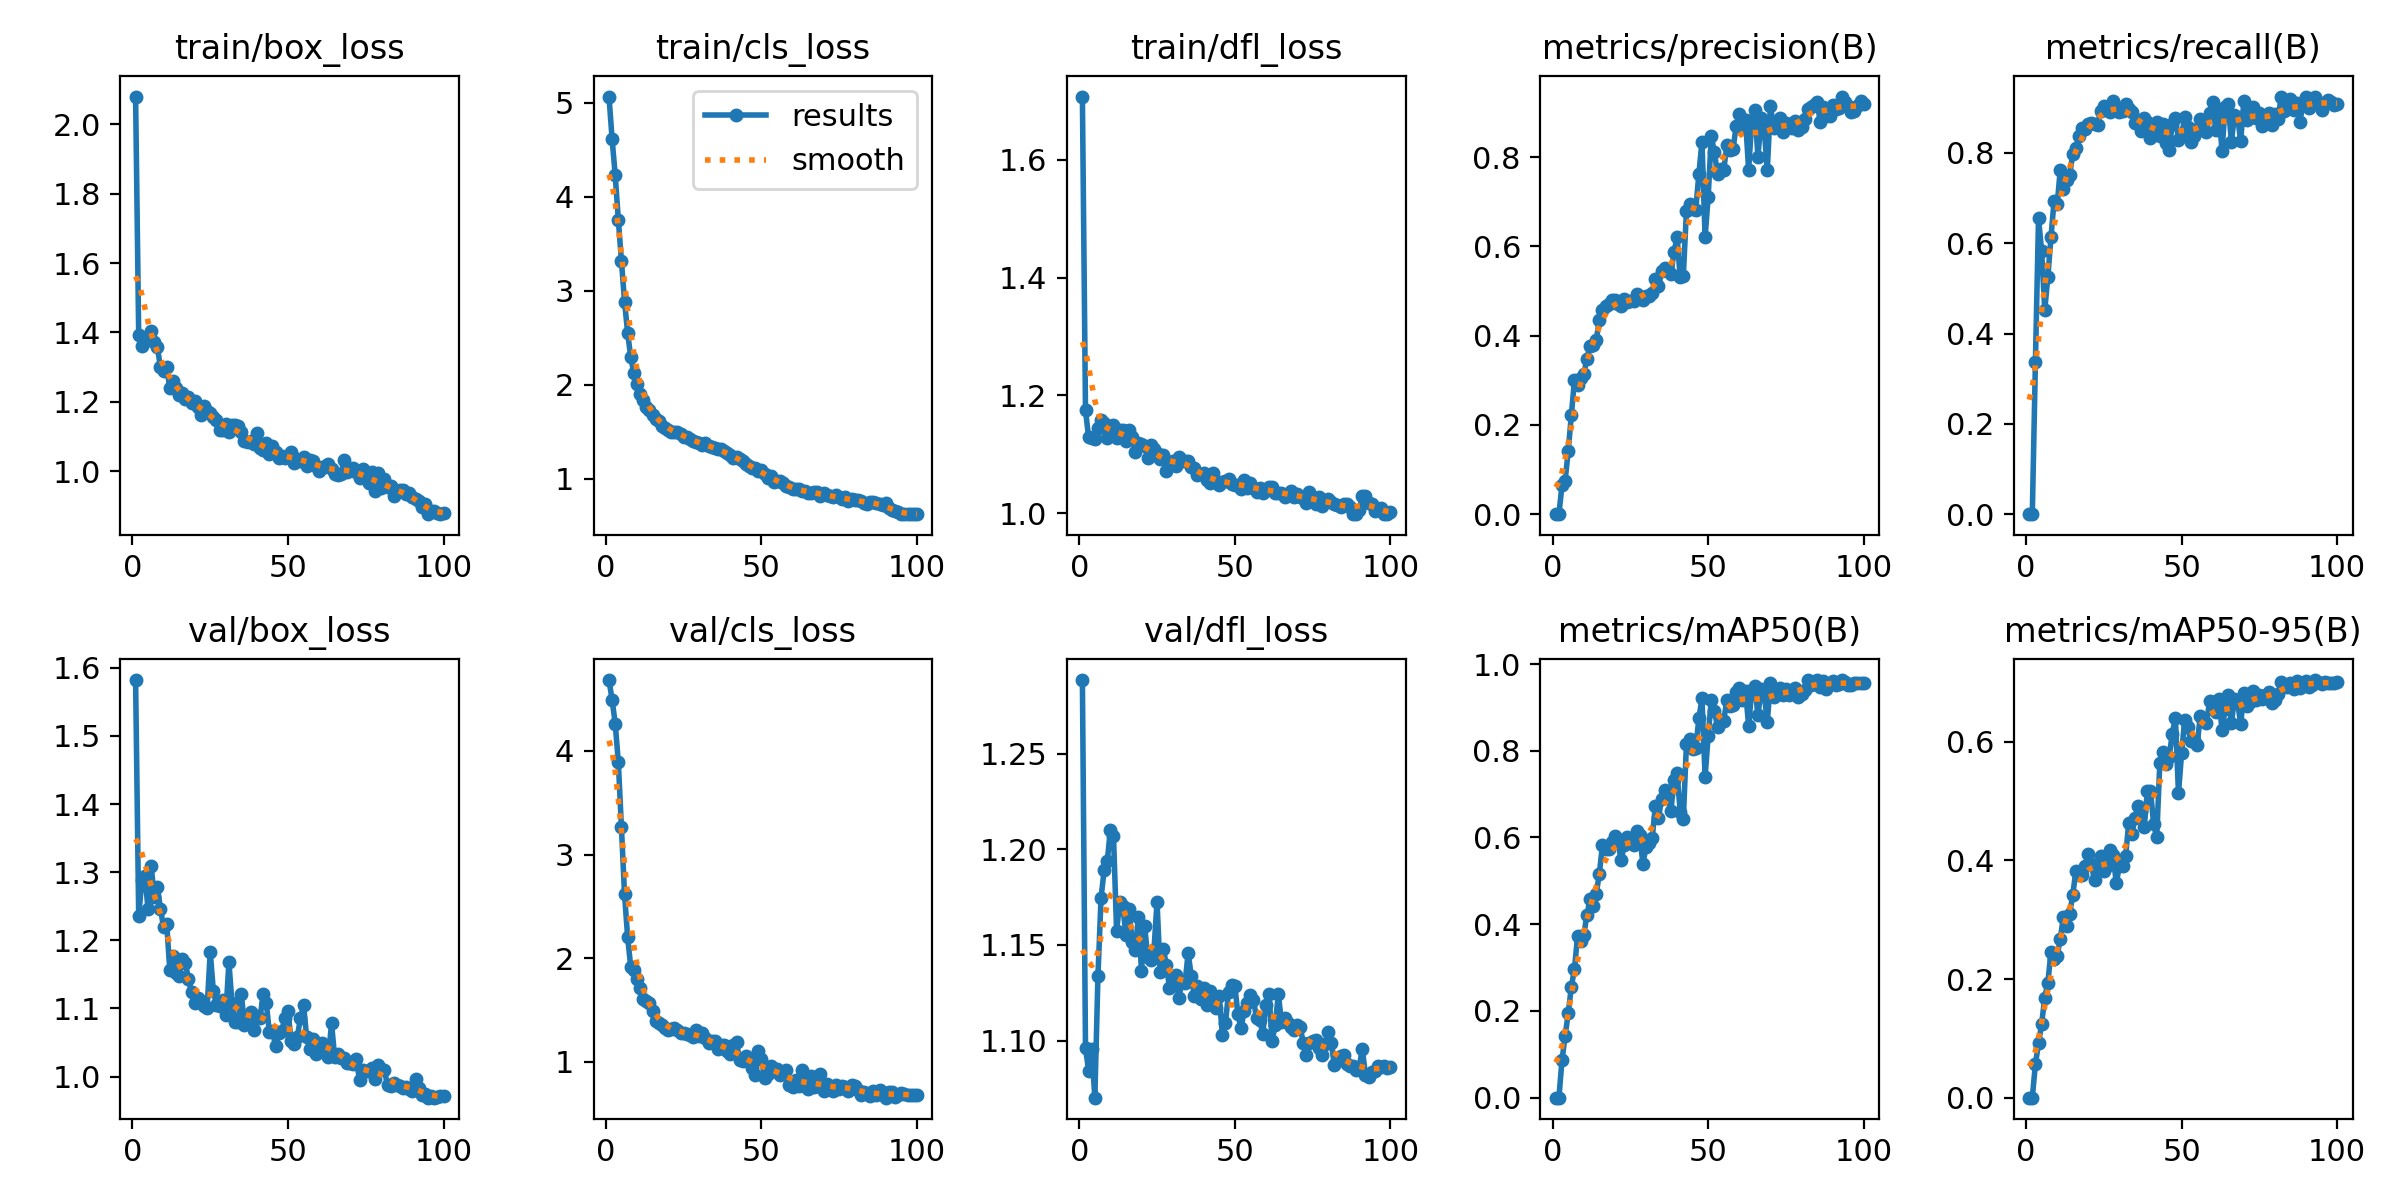 train/box_loss
2.0
1.8
1.6
1.4
1.2
1.0
0 50 100
train/cls_loss
results
smooth
5
4
3
2
1
0 50 100
train/dfl_loss
1.6
1.4
1.2
1.0
0 50 100
metrics/precision(B)
0.8
0.6
0.4
0.2
0.0
0 50 100
metrics/recall(B)
0.8
0.6
0.4
0.2
0.0
0 50 100
val/box_loss
1.6
1.5
1.4
1.3
1.2
1.1
1.0
0 50 100
val/cls_loss
4
3
2
1
0 50 100
val/dfl_loss
1.25
1.20
1.15
1.10
0 50 100
metrics/mAP50(B)
1.0
0.8
0.6
0.4
0.2
0.0
0 50 100
metrics/mAP50-95(B)
0.6
0.4
0.2
0.0
0 50 100